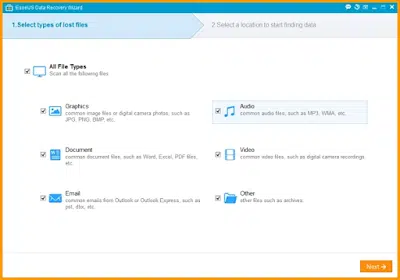 EaseUS Data Recovery Wizard
1.Select types of lost files
2.Select a location to start finding data
All File Types
Scan all the following files
Graphics
common image files or digital camera photos, such as
JPG, PNG, BMP, etc.
Audio
common audio files, such as MP3, WMA, etc.
Document
common document files, such as Word, Excel, PDF files,
etc.
Video
common video files, such as digital camera recordings.
Email
common emails from Outlook or Outlook Express, such as
pst, dbx, etc.
Other
other files such as archives.
Next